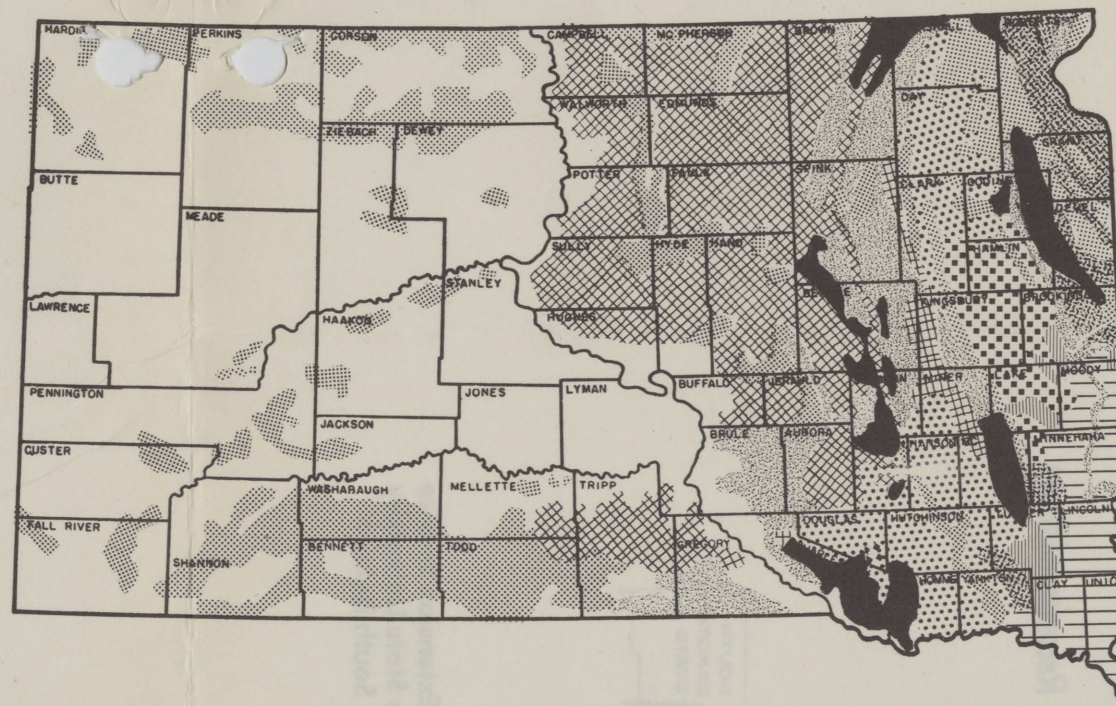 HARDING
PERKINS
CORSON
CAMPBELL
MC PHERSON
BROWN
WALWORTH
EDMUNDS
DAY
ZIEBACH
DEWEY
GRANT
BUTTE
POTTER
FAULK
SPINK
CLARK
MEADE
SULLY
HYDE
HAND
HAMLIN
STANLEY
LAWRENCE
HAAKON
HUGHES
KINGSBURY
BROOKINGS
PENNINGTON
JONES
LYMAN
BUFFALO
JERAULD
MINER
LAKE
MOODY
JACKSON
CUSTER
BRULE
AURORA
HANSON
MINNEHAHA
WASHABAUGH
MELLETTE
TRIPP
FALL RIVER
DOUGLAS
HUTCHINSON
LINCOLN
SHANNON
BENNETT
TODD
GREGORY
YANKTON
CLAY
UNIO